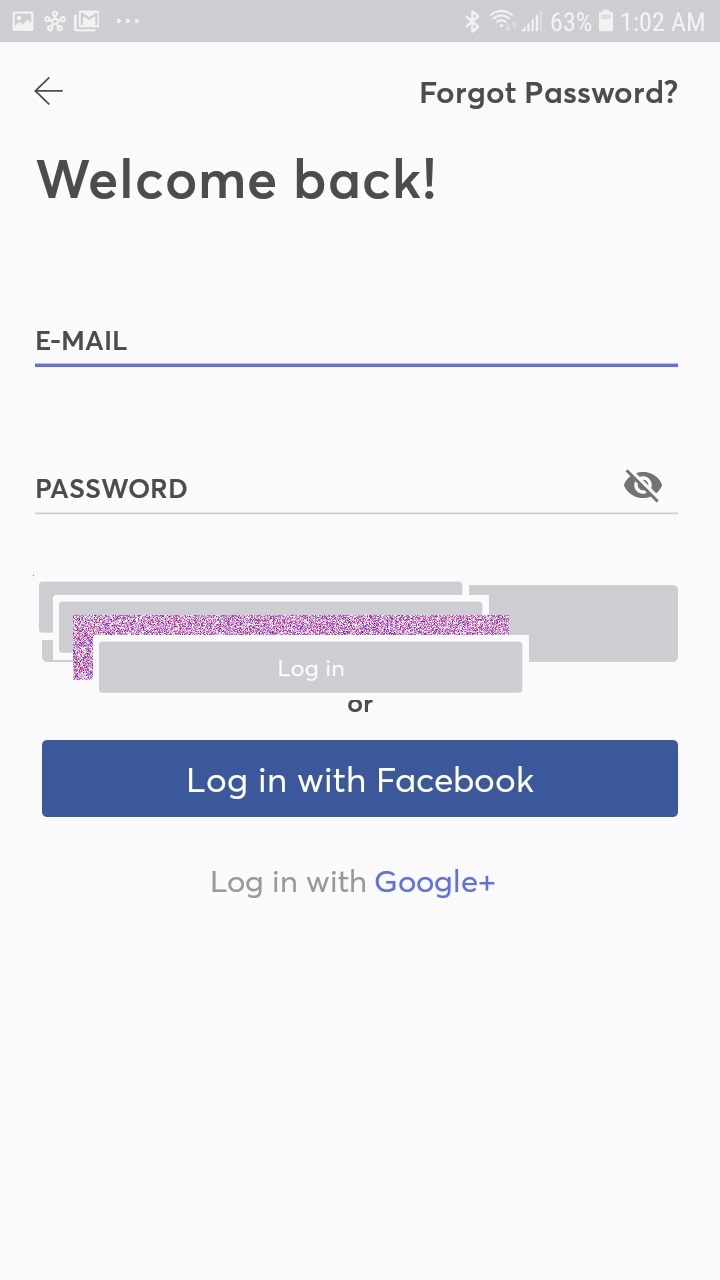 63% 1:02 AM
Forgot Password?
Welcome back!
E-MAIL
PASSWORD
Log in
or
Log in with Facebook
Log in with Google+